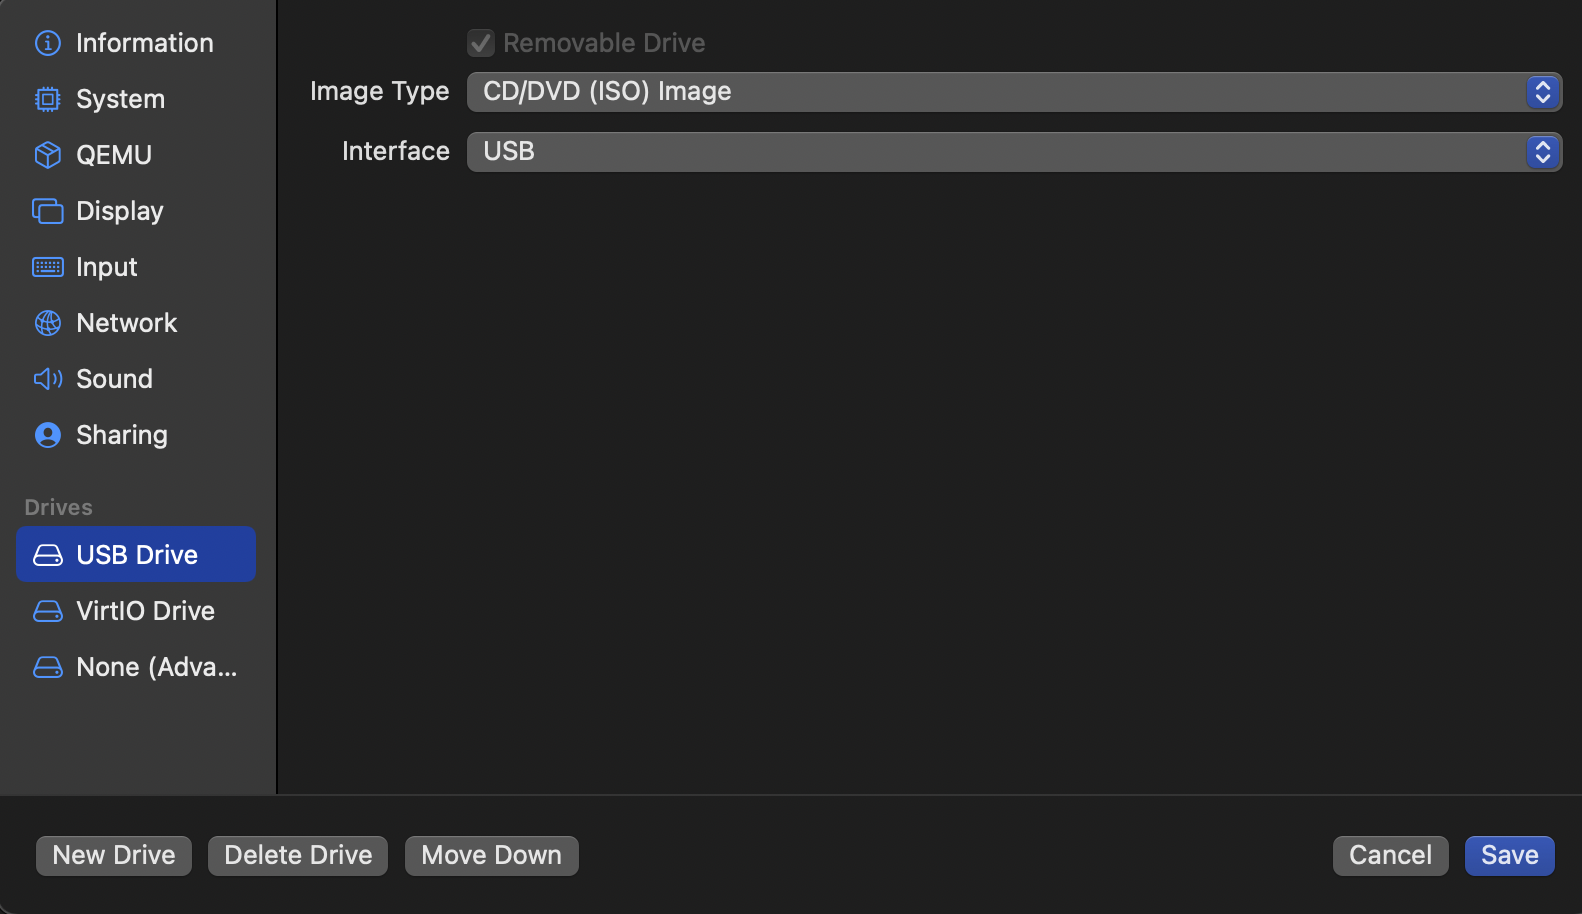 Information
System
QEMU
Display
Input
Network
Sound
Sharing
Drives
USB Drive
VirtIO Drive
None (Adva...
Removable Drive
Image Type CD/DVD (ISO) Image
Interface USB
New Drive Delete Drive Move Down Cancel Save